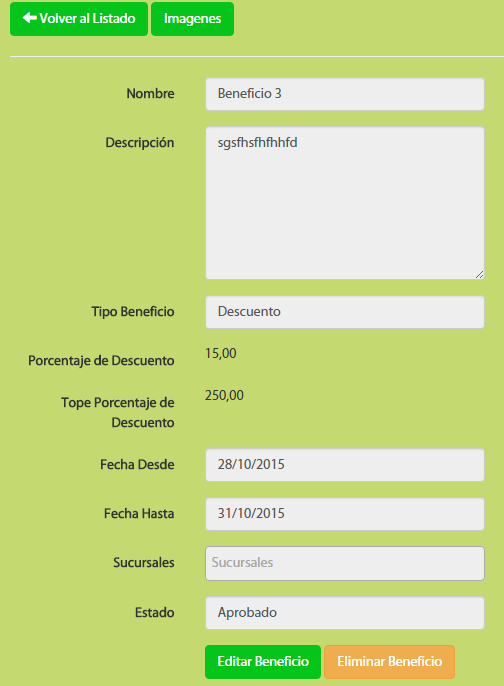 Volver al Listado Imagenes
Nombre Beneficio 3
Descripción sgsfhsfhfhhfd
Tipo Beneficio Descuento
Porcentaje de Descuento 15,00
Tope Porcentaje de 250,00
Descuento
Fecha Desde 28/10/2015
Fecha Hasta 31/10/2015
Sucursales Sucursales
Estado Aprobado
Editar Beneficio Eliminar Beneficio